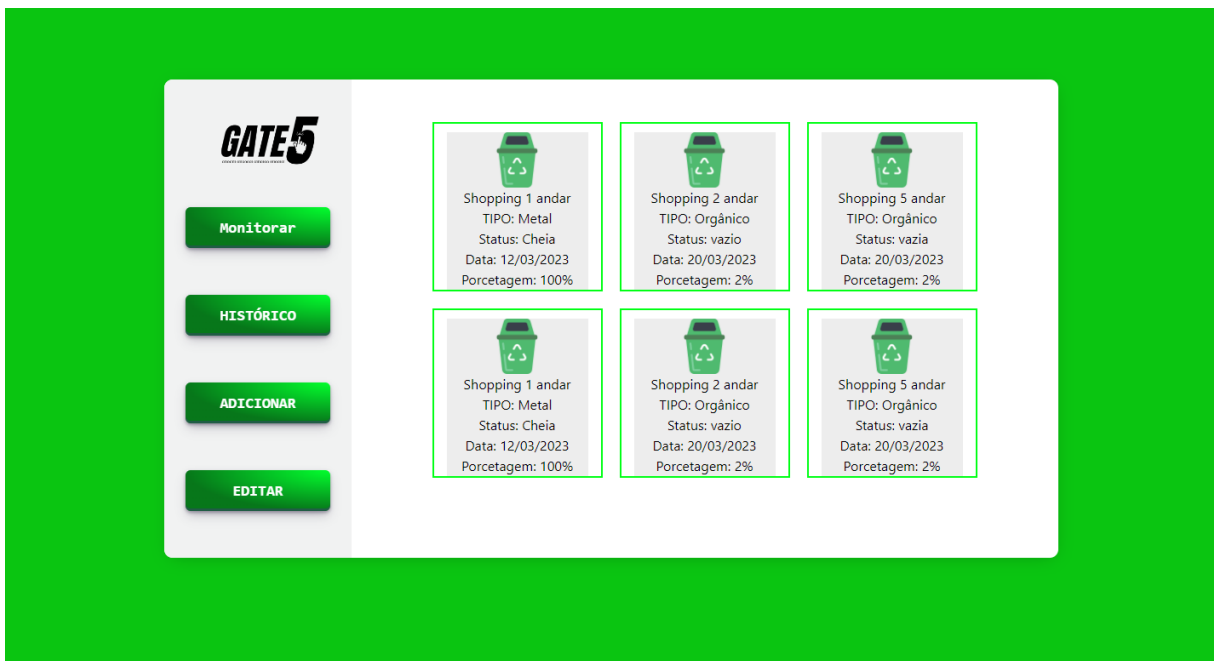 GATE5
Monitorar
HISTÓRICO
ADICIONAR
EDITAR
Shopping 1 andar
TIPO: Metal
Status: Cheia
Data: 12/03/2023
Porcetagem: 100%
Shopping 2 andar
TIPO: Orgânico
Status: vazio
Data: 20/03/2023
Porcetagem: 2%
Shopping 5 andar
TIPO: Orgânico
Status: vazia
Data: 20/03/2023
Porcetagem: 2%
Shopping 1 andar
TIPO: Metal
Status: Cheia
Data: 12/03/2023
Porcetagem: 100%
Shopping 2 andar
TIPO: Orgânico
Status: vazio
Data: 20/03/2023
Porcetagem: 2%
Shopping 5 andar
TIPO: Orgânico
Status: vazia
Data: 20/03/2023
Porcetagem: 2%